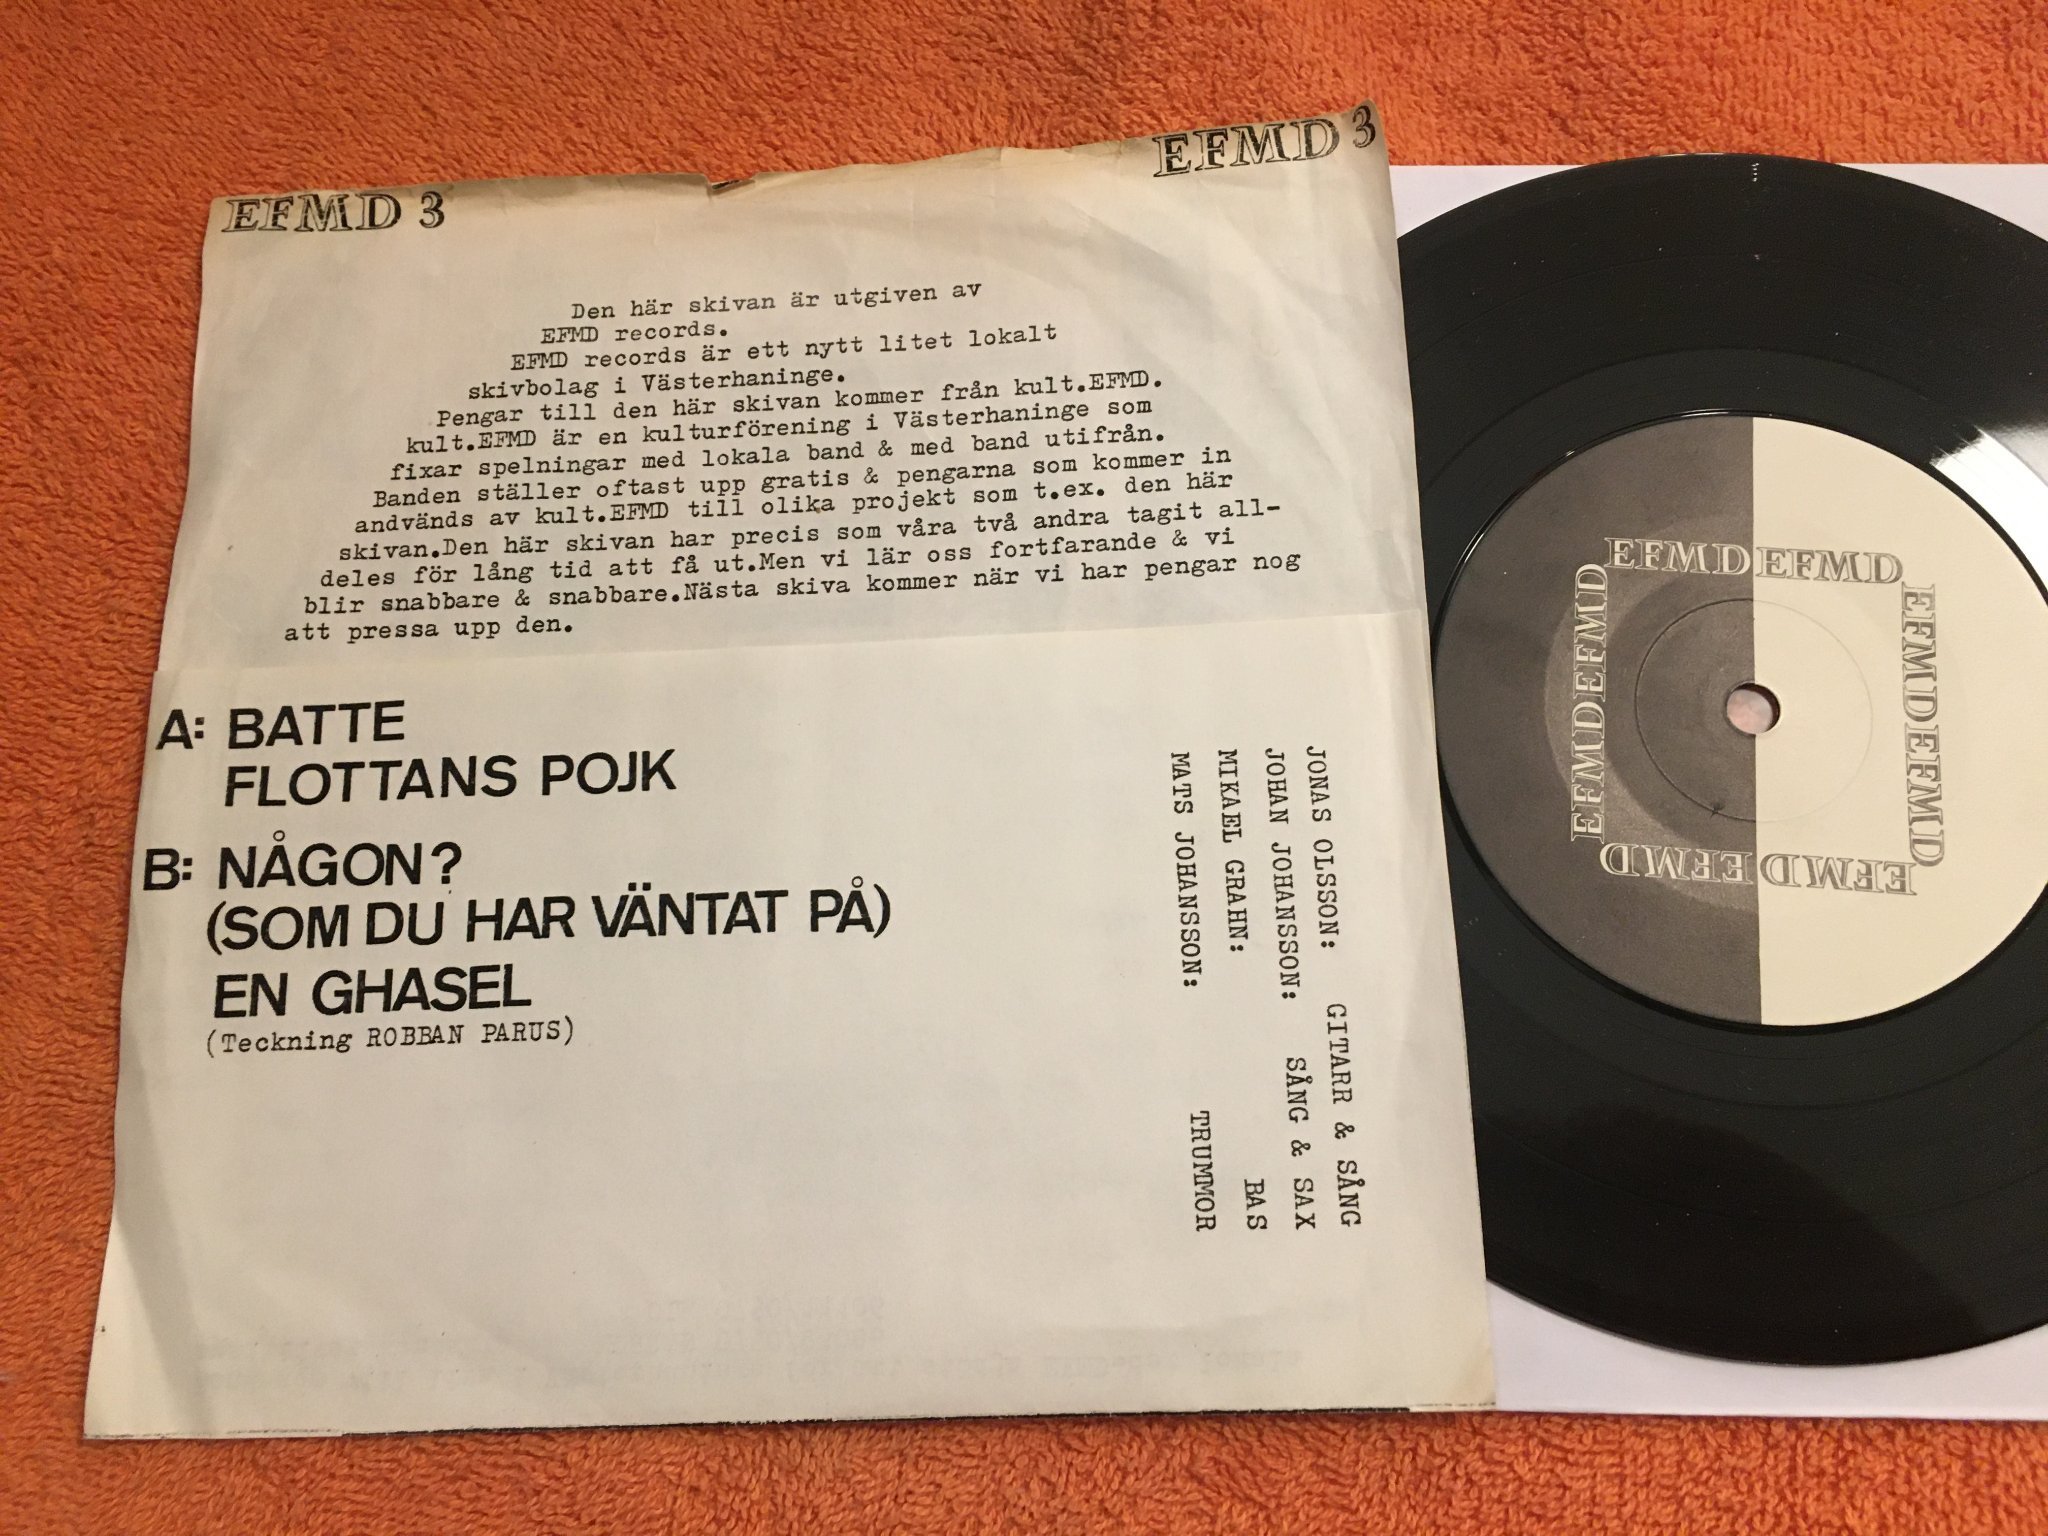 EFMD 3
EFMD 3
Den här skivan är utgiven av
EFMD records.
EFMD records är ett nytt litet lokalt
skivbolag i Västerhaninge.
Pengar till den här skivan kommer från kult.EFMD.
kult.EFMD är en kulturförening i Västerhaninge som
fixar spelningar med lokala band & med band utifrån.
Banden ställer oftast upp gratis & pengarna som kommer in
andvänds av kult.EFMD till olika projekt som t.ex. den här
skivan.Den här skivan har precis som våra två andra tagit all-
deles för lång tid att få ut.Men vi lär oss fortfarande & vi
blir snabbare & snabbare.Nästa skiva kommer när vi har pengar nog
att pressa upp den.
A: BATTE
FLOTTANS POJK
B: NÅGON?
(SOM DU HAR VÄNTAT PÅ)
EN GHASEL
(Teckning ROBBAN PARUS)
JONAS OLSSON: GITARR & SÅNG
JOHAN JOHANSSON: SÅNG & SAX
MIKAEL GRAHN: BAS
MATS JOHANSSON: TRUMMOR
EFMDEFMD
EFMDEFMD
EFMDEFMD
EFMDEFMD